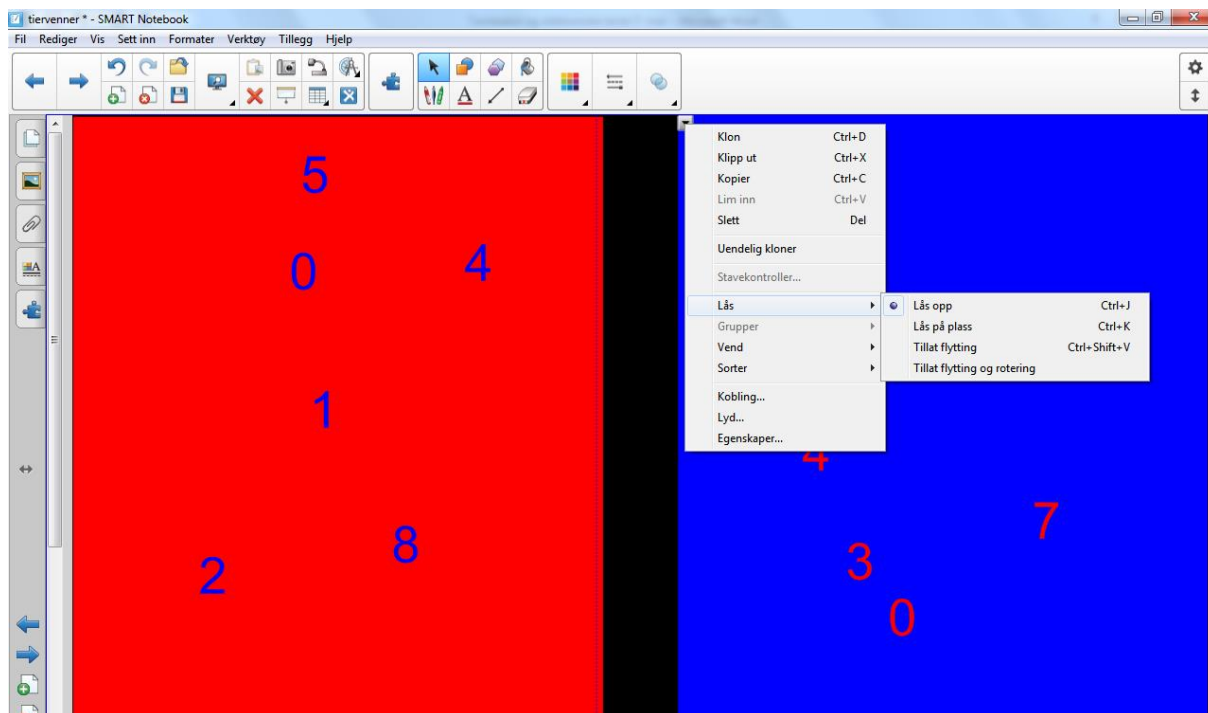 tiervenner * - SMART Notebook
Fil Rediger Vis Sett inn Formater Verktøy Tillegg Hjelp
A
5
0 4
1
8
2
Klon Ctrl+D
Klipp ut Ctrl+X
Kopier Ctrl+C
Lim inn Ctrl+V
Slett Del
Uendelig kloner
Stavekontroller...
Lås
Grupper
Vend
Sorter
Kobling...
Lyd...
Egenskaper...
Lås opp Ctrl+J
Lås på plass Ctrl+K
Tillat flytting Ctrl+Shift+V
Tillat flytting og rotering
4
7
3
0